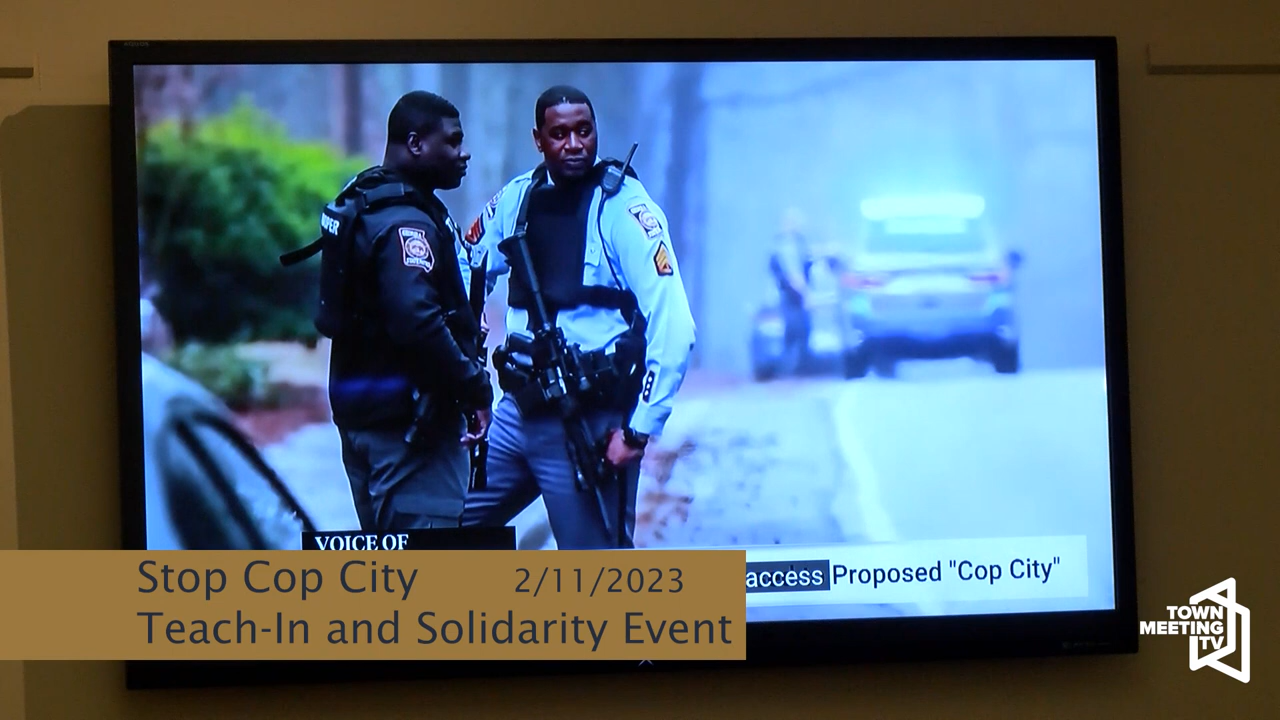 OPER
VOICE OF
access Proposed "Cop City"
Stop Cop City 2/11/2023
Teach-In and Solidarity Event
TOWN
MEETING
TV